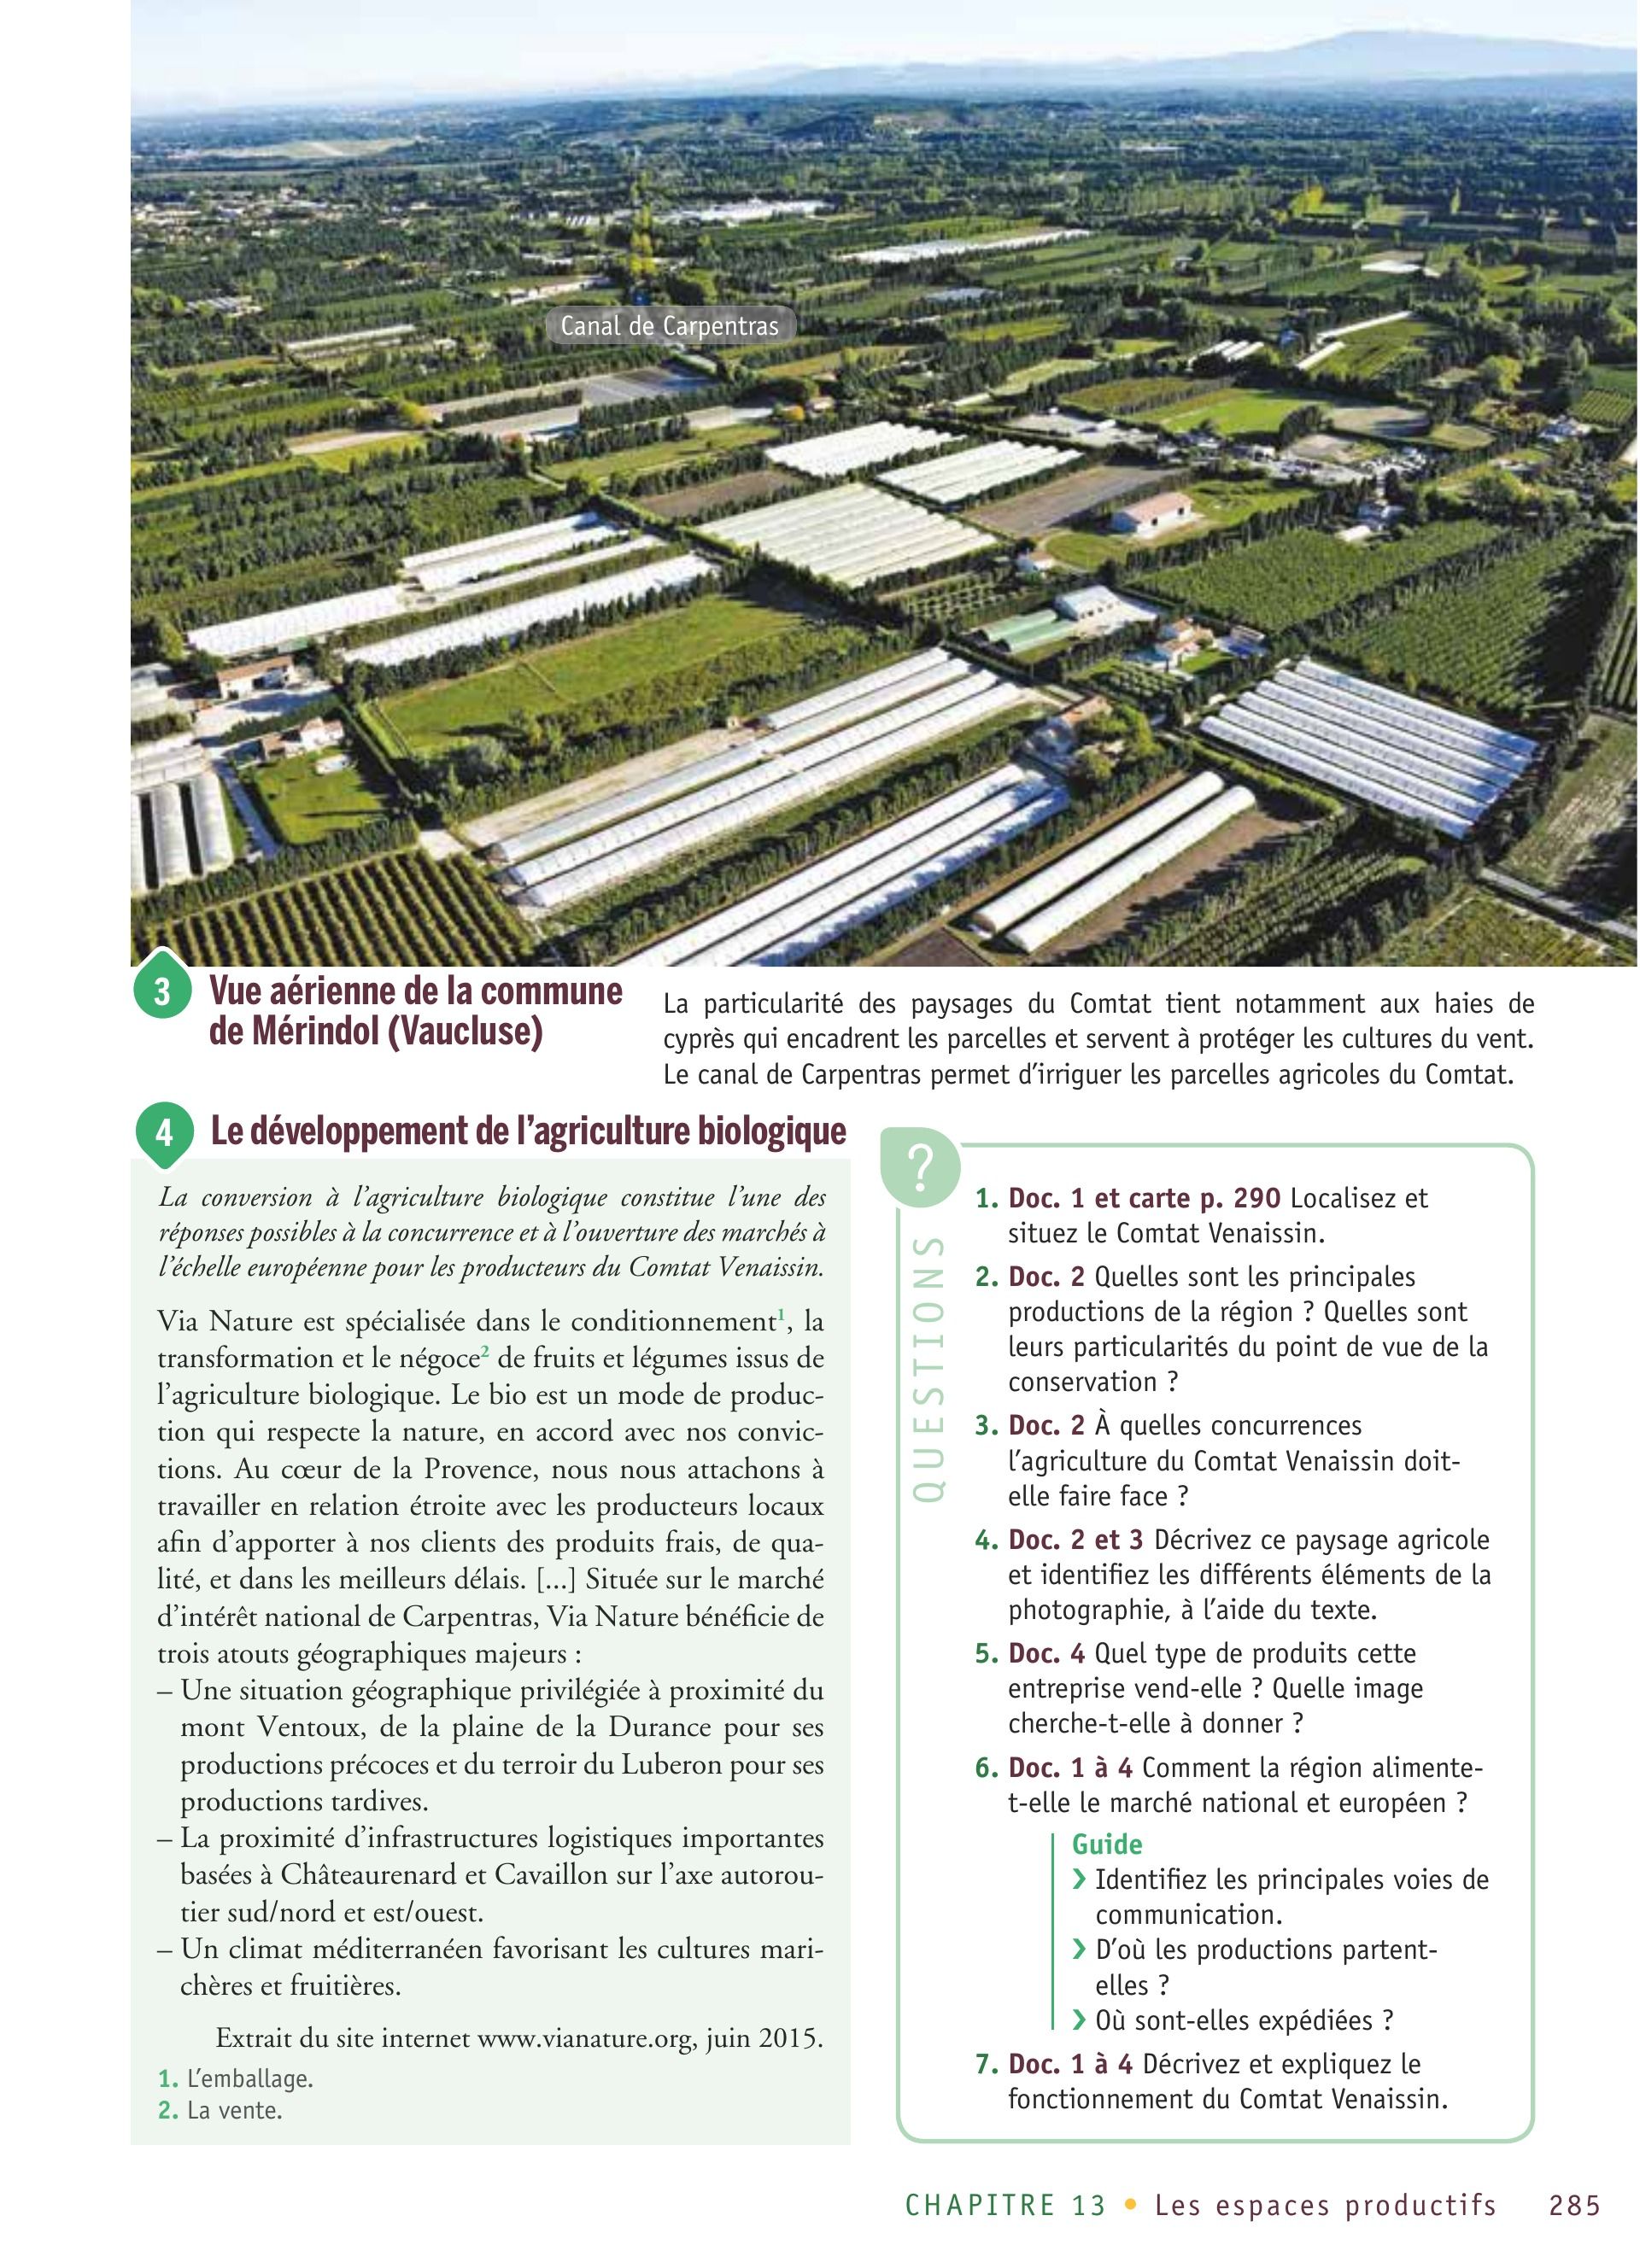 Canal de Carpentras
3
Vue aérienne de la commune
de Mérindol (Vaucluse)
La particularité des paysages du Comtat tient notamment aux haies de
cyprès qui encadrent les parcelles et servent à protéger les cultures du vent.
Le canal de Carpentras permet d’irriguer les parcelles agricoles du Comtat.
4
Le développement de l’agriculture biologique
La conversion à l’agriculture biologique constitue l’une des
réponses possibles à la concurrence et à l’ouverture des marchés à
l’échelle européenne pour les producteurs du Comtat Venaissin.
Via Nature est spécialisée dans le conditionnement¹, la
transformation et le négoce² de fruits et légumes issus de
l’agriculture biologique. Le bio est un mode de produc-
tion qui respecte la nature, en accord avec nos convic-
tions. Au cœur de la Provence, nous nous attachons à
travailler en relation étroite avec les producteurs locaux
afin d’apporter à nos clients des produits frais, de qua-
lité, et dans les meilleurs délais. [...] Située sur le marché
d’intérêt national de Carpentras, Via Nature bénéficie de
trois atouts géographiques majeurs :
– Une situation géographique privilégiée à proximité du
mont Ventoux, de la plaine de la Durance pour ses
productions précoces et du terroir du Luberon pour ses
productions tardives.
– La proximité d’infrastructures logistiques importantes
basées à Châteaurenard et Cavaillon sur l’axe autorou-
tier sud/nord et est/ouest.
– Un climat méditerranéen favorisant les cultures mari-
chères et fruitières.
Extrait du site internet www.vianature.org, juin 2015.
1. L’emballage.
2. La vente.
?
QUESTIONS
1. Doc. 1 et carte p. 290 Localisez et
situez le Comtat Venaissin.
2. Doc. 2 Quelles sont les principales
productions de la région ? Quelles sont
leurs particularités du point de vue de la
conservation ?
3. Doc. 2 À quelles concurrences
l’agriculture du Comtat Venaissin doit-
elle faire face ?
4. Doc. 2 et 3 Décrivez ce paysage agricole
et identifiez les différents éléments de la
photographie, à l’aide du texte.
5. Doc. 4 Quel type de produits cette
entreprise vend-elle ? Quelle image
cherche-t-elle à donner ?
6. Doc. 1 à 4 Comment la région alimente-
t-elle le marché national et européen ?
Guide
❯ Identifiez les principales voies de
communication.
❯ D’où les productions partent-
elles ?
❯ Où sont-elles expédiées ?
7. Doc. 1 à 4 Décrivez et expliquez le
fonctionnement du Comtat Venaissin.
CHAPITRE 13 • Les espaces productifs 285